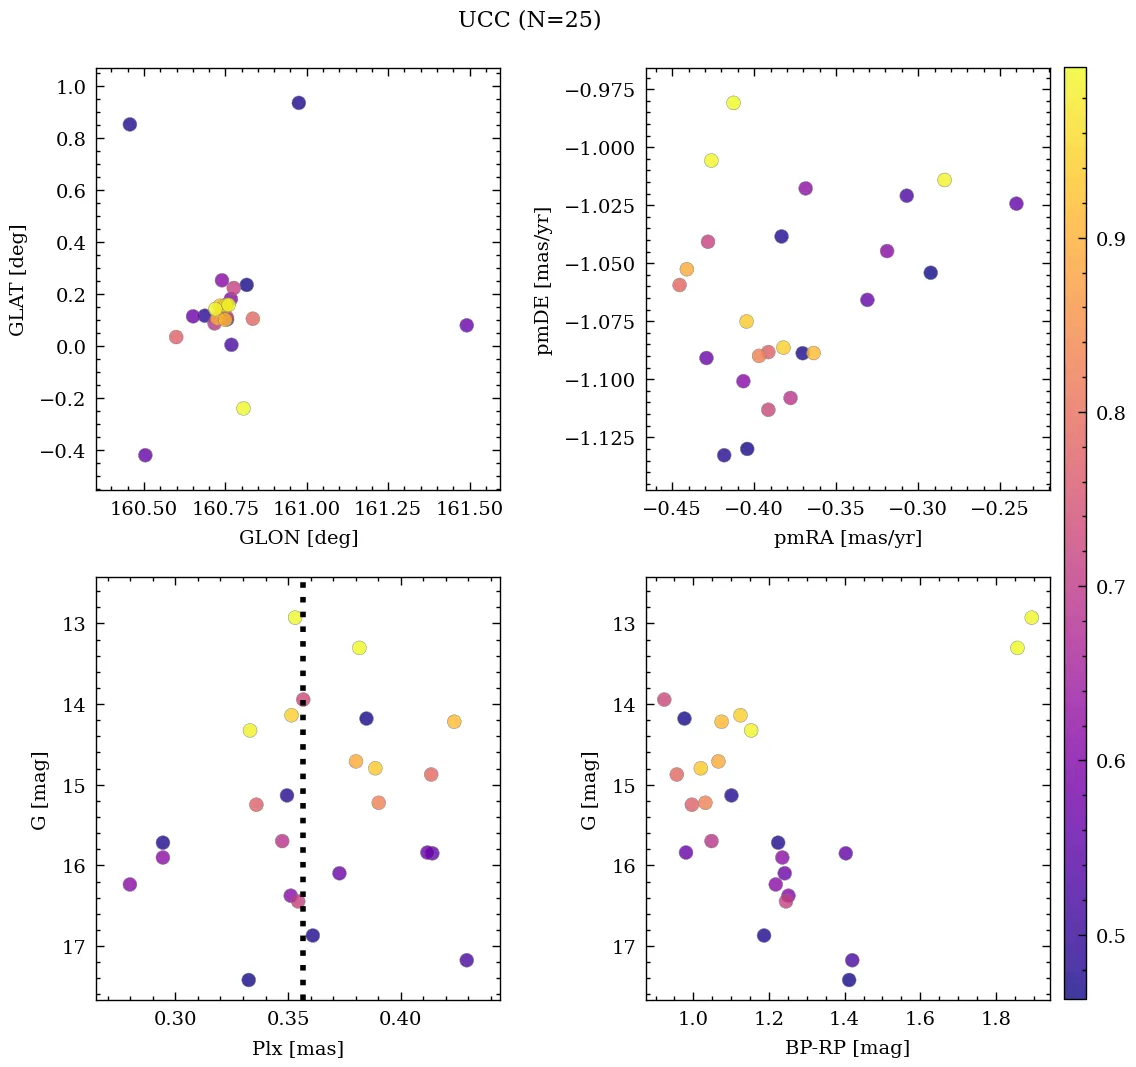 UCC (N=25)
1.0
0.8
0.6
0.4
0.2
0.0
−0.2
−0.4
GLAT [deg]
160.50 160.75 161.00 161.25 161.50
GLON [deg]
−0.975
−1.000
−1.025
−1.050
−1.075
−1.100
−1.125
pmDE [mas/yr]
−0.45 −0.40 −0.35 −0.30 −0.25
pmRA [mas/yr]
0.9
0.8
0.7
0.6
0.5
13
14
15
16
17
G [mag]
0.30 0.35 0.40
Plx [mas]
13
14
15
16
17
G [mag]
1.0 1.2 1.4 1.6 1.8
BP-RP [mag]